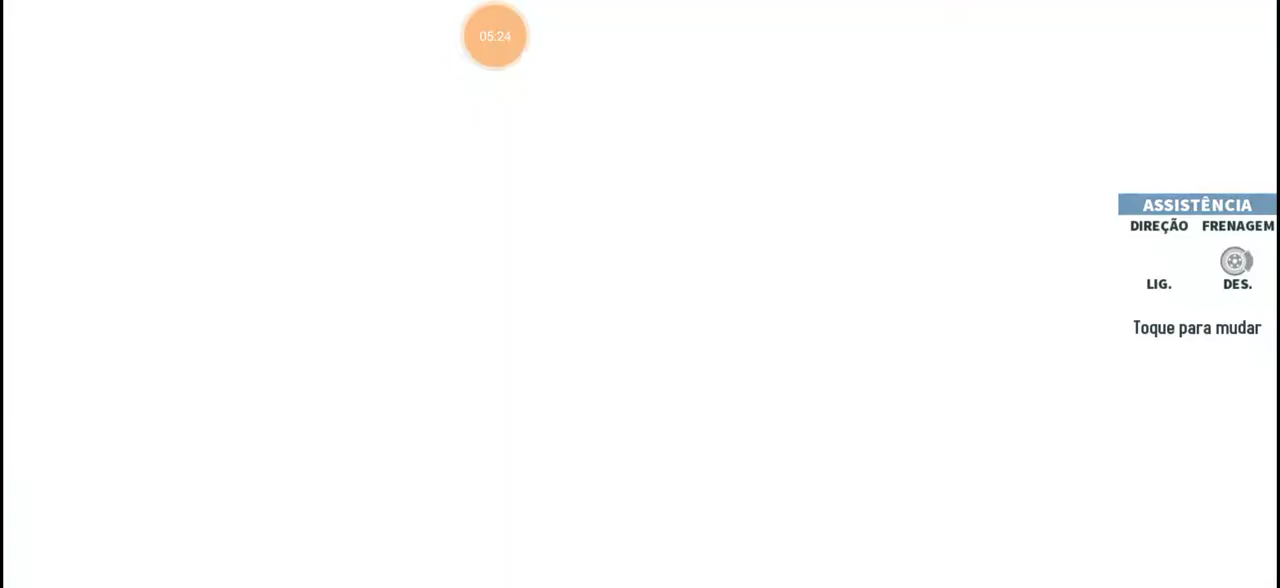 05:24
ASSISTÊNCIA
DIREÇÃO FRENAGEM
LIG. DES.
Toque para mudar